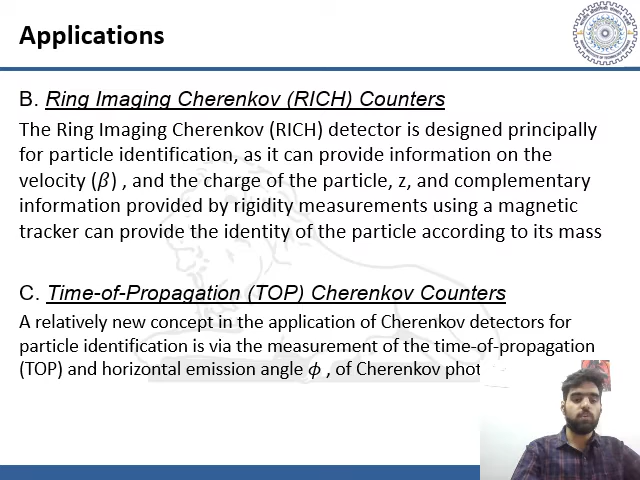 Applications
B. Ring Imaging Cherenkov (RICH) Counters
The Ring Imaging Cherenkov (RICH) detector is designed principally
for particle identification, as it can provide information on the
velocity (β) , and the charge of the particle, z, and complementary
information provided by rigidity measurements using a magnetic
tracker can provide the identity of the particle according to its mass
C. Time-of-Propagation (TOP) Cherenkov Counters
A relatively new concept in the application of Cherenkov detectors for
particle identification is via the measurement of the time-of-propagation
(TOP) and horizontal emission angle ϕ , of Cherenkov phot